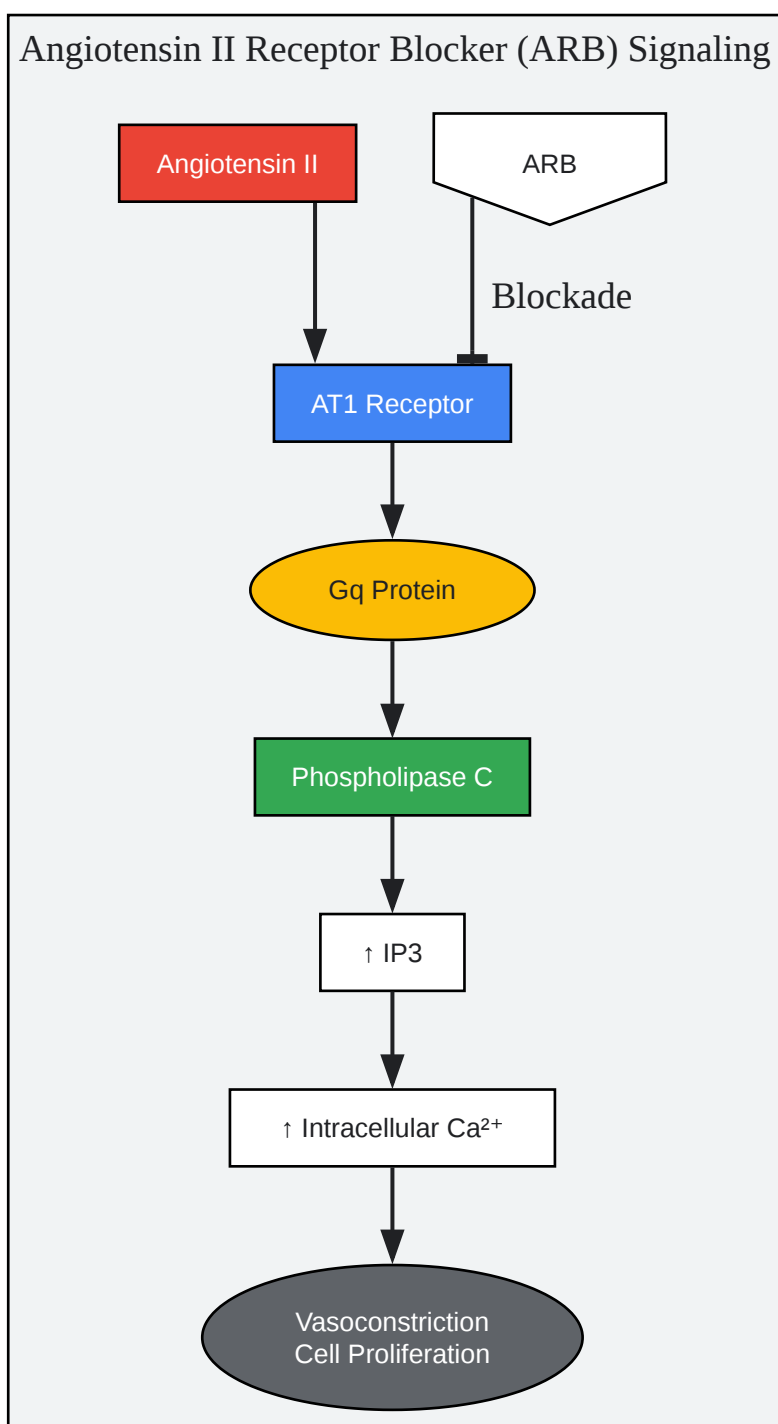 Angiotensin II Receptor Blocker (ARB) Signaling
Angiotensin II
ARB
Blockade
AT1 Receptor
Gq Protein
Phospholipase C
↑ IP3
↑ Intracellular Ca²⁺
Vasoconstriction
Cell Proliferation